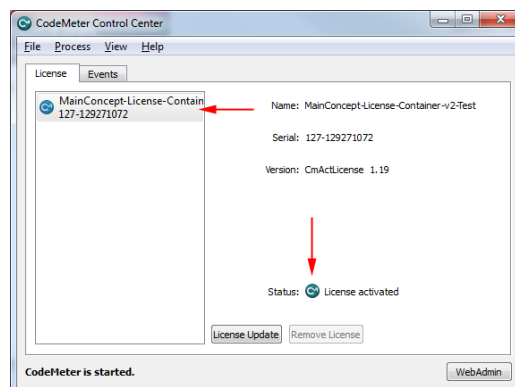 CodeMeter Control Center
File Process View Help
License Events
MainConcept-License-Contain
127-129271072
Name: MainConcept-License-Container-v2-Test
Serial: 127-129271072
Version: CmActLicense 1.19
Status: License activated
License Update Remove License
CodeMeter is started. WebAdmin